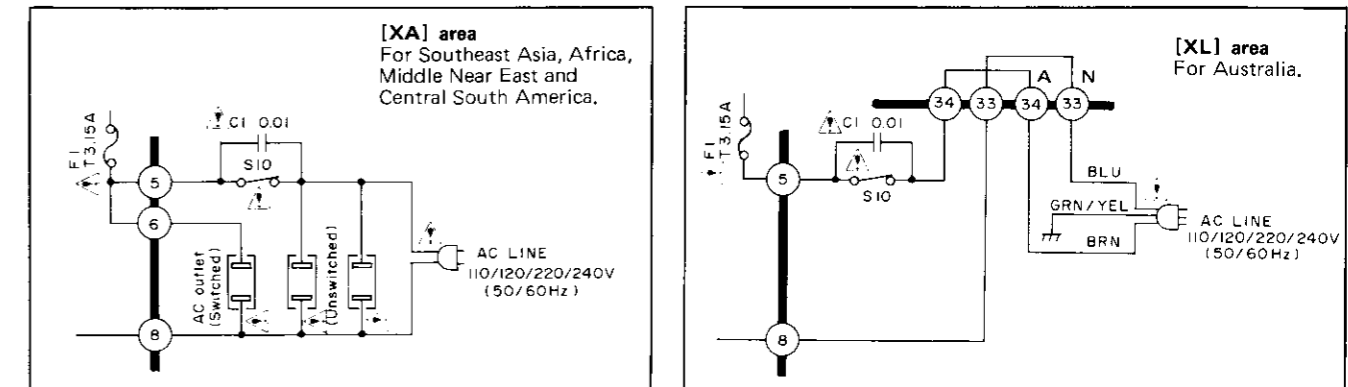 [XA] area
For Southeast Asia, Africa,
Middle Near East and
Central South America.
F1
T3.15A
C1 0.01
S10
5
6
8
AC outlet
(Switched)
(Unswitched)
AC LINE
110/120/220/240V
(50/60Hz)
[XL] area
For Australia.
A N
34 33 34 33
F1
T3.15A
C1 0.01
S10
5
8
BLU
GRN/YEL
BRN
AC LINE
110/120/220/240V
(50/60Hz)